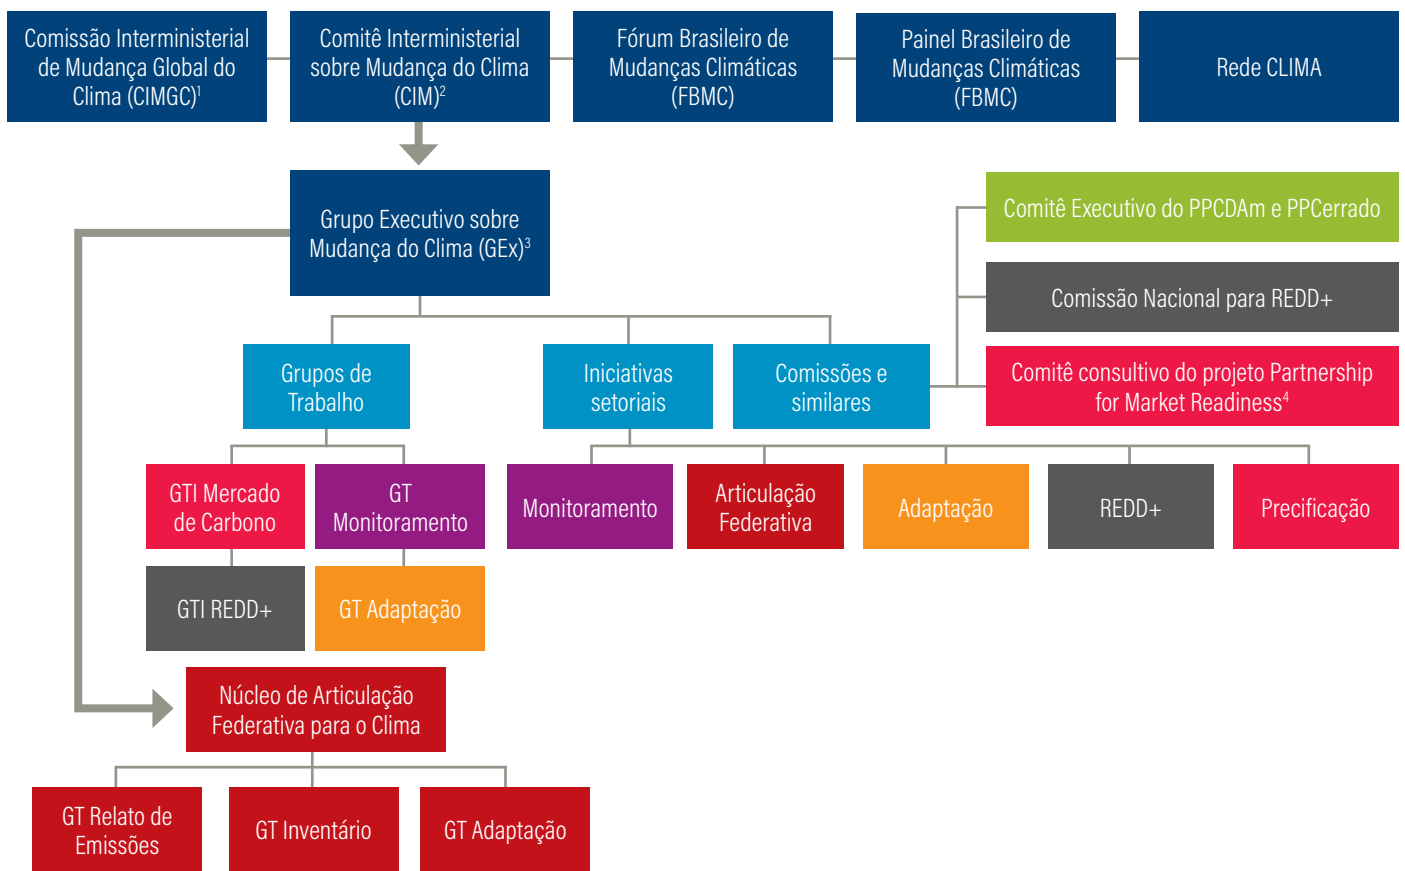 Comissão Interministerial
de Mudança Global do
Clima (CIMGC)¹
Comitê Interministerial
sobre Mudança do Clima
(CIM)²
Fórum Brasileiro de
Mudanças Climáticas
(FBMC)
Painel Brasileiro de
Mudanças Climáticas
(FBMC)
Rede CLIMA
Grupo Executivo sobre
Mudança do Clima (GEx)³
Comitê Executivo do PPCDAm e PPCerrado
Comissão Nacional para REDD+
Comitê consultivo do projeto Partnership
for Market Readiness⁴
Grupos de
Trabalho
Iniciativas
setoriais
Comissões e
similares
GTI Mercado
de Carbono
GT
Monitoramento
Monitoramento
Articulação
Federativa
Adaptação
REDD+
Precificação
GTI REDD+
GT Adaptação
Núcleo de Articulação
Federativa para o Clima
GT Relato de
Emissões
GT Inventário
GT Adaptação